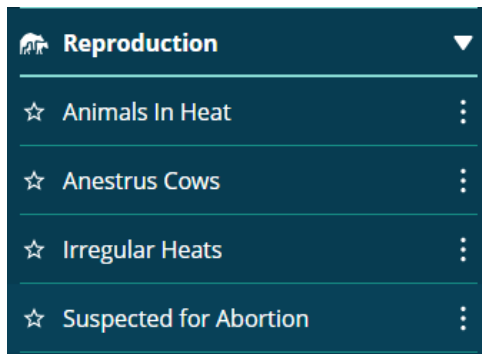 Reproduction
Animals In Heat
Anestrus Cows
Irregular Heats
Suspected for Abortion